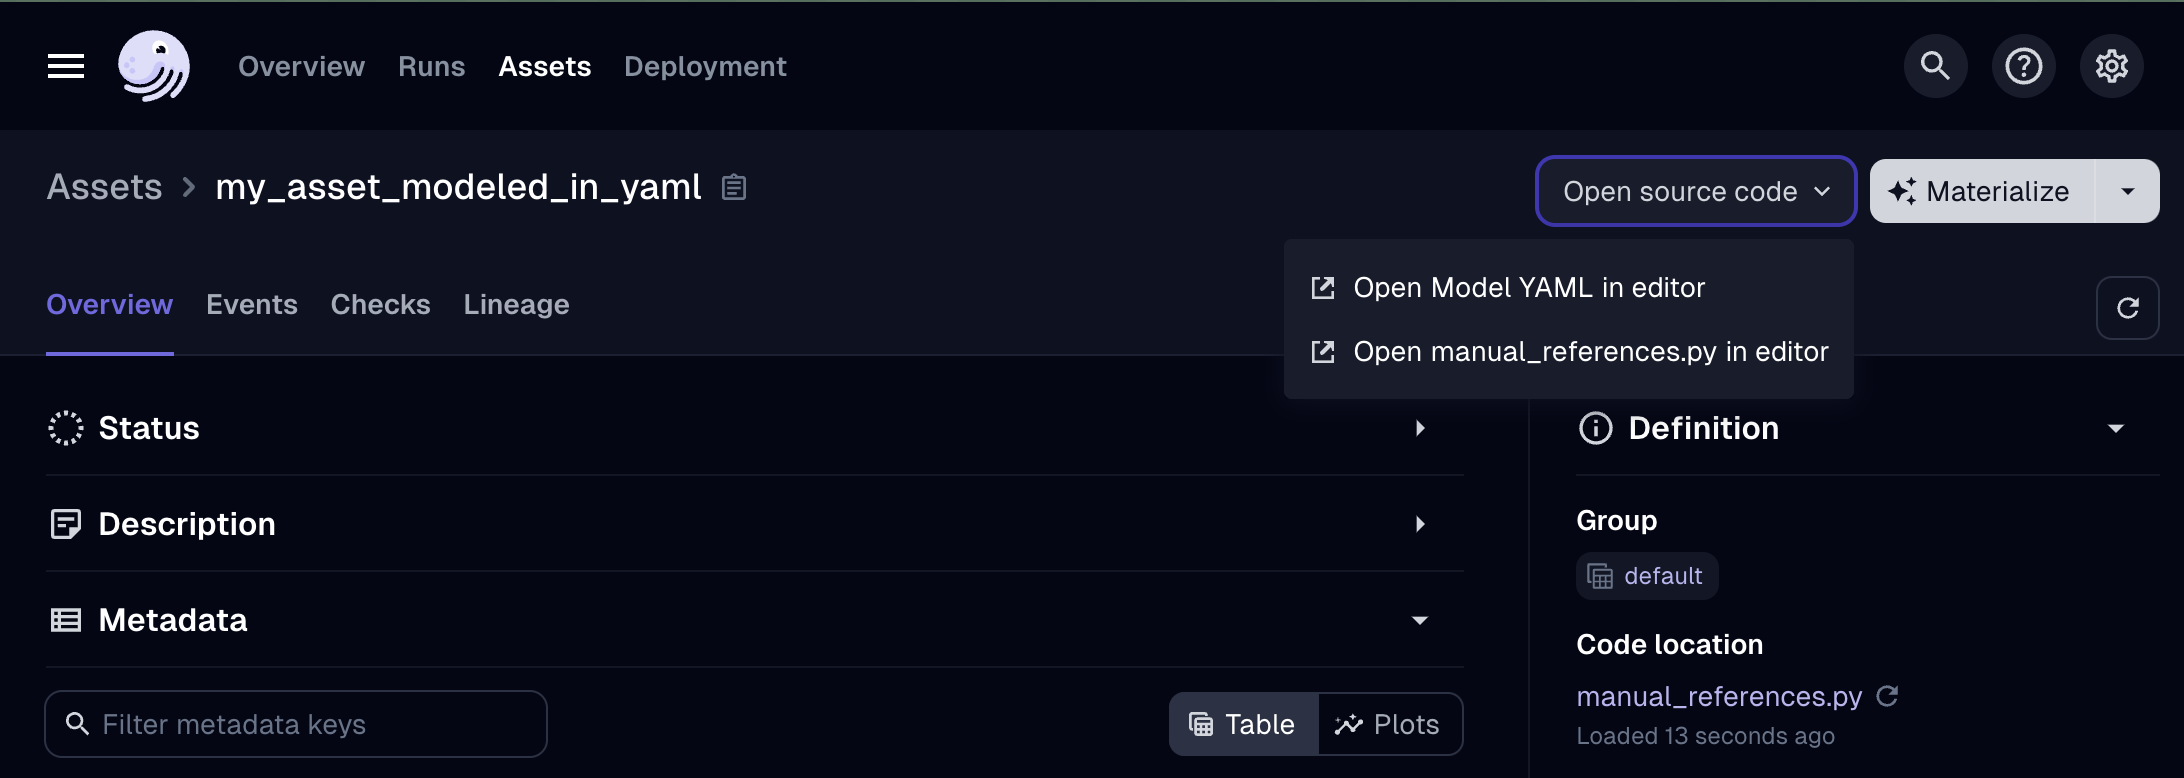 Overview Runs Assets Deployment
Assets my_asset_modeled_in_yaml
Open source code
Materialize
Open Model YAML in editor
Open manual_references.py in editor
Overview Events Checks Lineage
Status
Description
Metadata
Filter metadata keys
Table Plots
Definition
Group
default
Code location
manual_references.py
Loaded 13 seconds ago